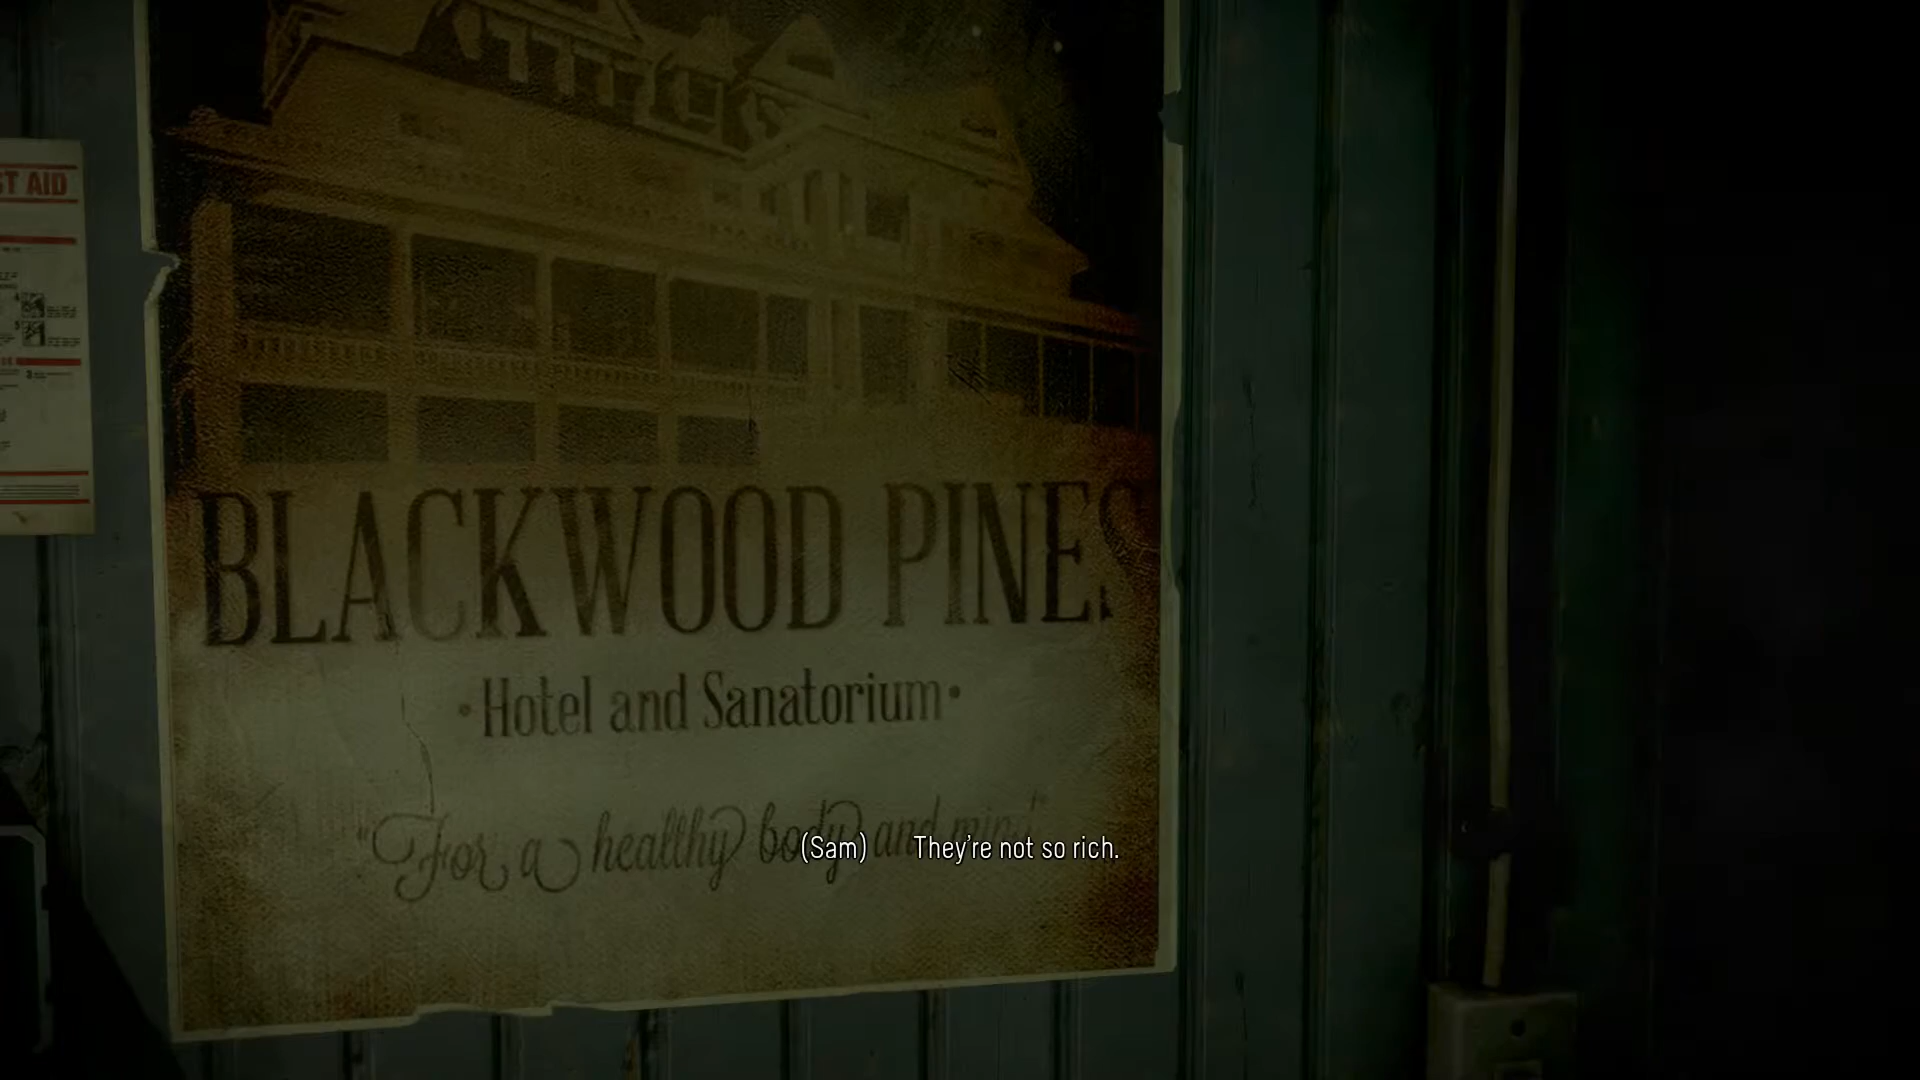 ST AID
BLACKWOOD PINES
•Hotel and Sanatorium•
"For a healthy body and mind"
(Sam) They're not so rich.